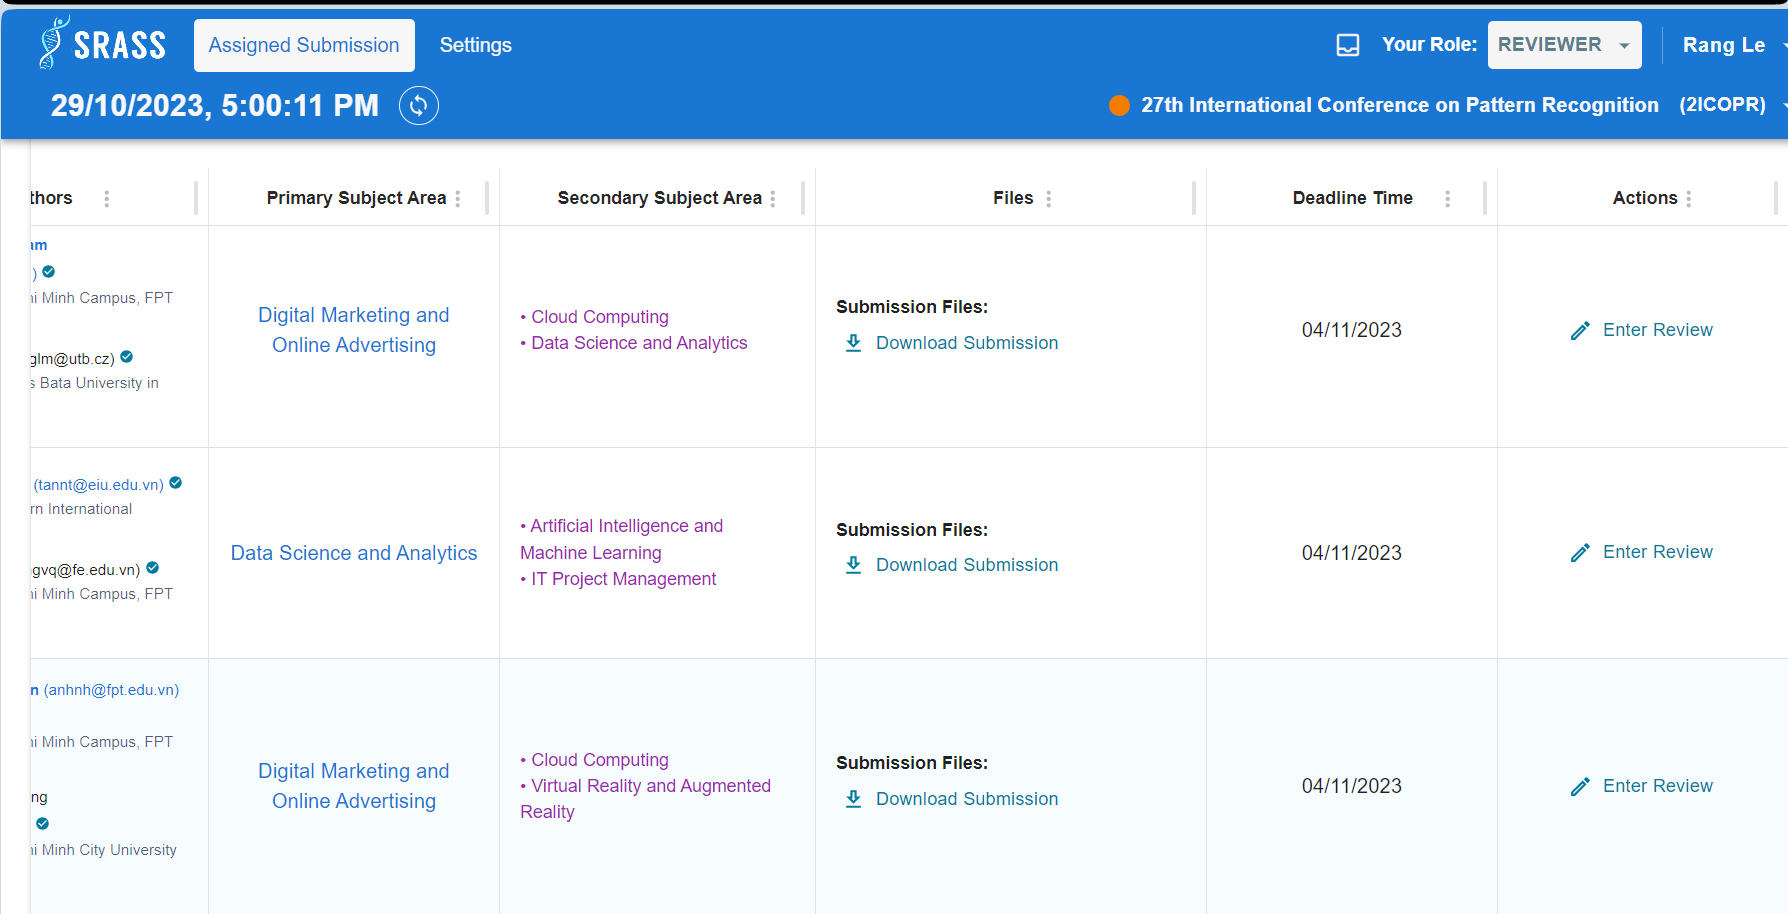 SRASS
Assigned Submission
Settings
Your Role:
REVIEWER
Rang Le
29/10/2023, 5:00:11 PM
27th International Conference on Pattern Recognition (2ICOPR)
thors
Primary Subject Area
Secondary Subject Area
Files
Deadline Time
Actions
am
)
hi Minh Campus, FPT
glm@utb.cz)
s Bata University in
Digital Marketing and
Online Advertising
• Cloud Computing
• Data Science and Analytics
Submission Files:
Download Submission
04/11/2023
Enter Review
(tannt@eiu.edu.vn)
rn International
gvq@fe.edu.vn)
hi Minh Campus, FPT
Data Science and Analytics
• Artificial Intelligence and
Machine Learning
• IT Project Management
Submission Files:
Download Submission
04/11/2023
Enter Review
n (anhnh@fpt.edu.vn)
hi Minh Campus, FPT
ng
hi Minh City University
Digital Marketing and
Online Advertising
• Cloud Computing
• Virtual Reality and Augmented
Reality
Submission Files:
Download Submission
04/11/2023
Enter Review